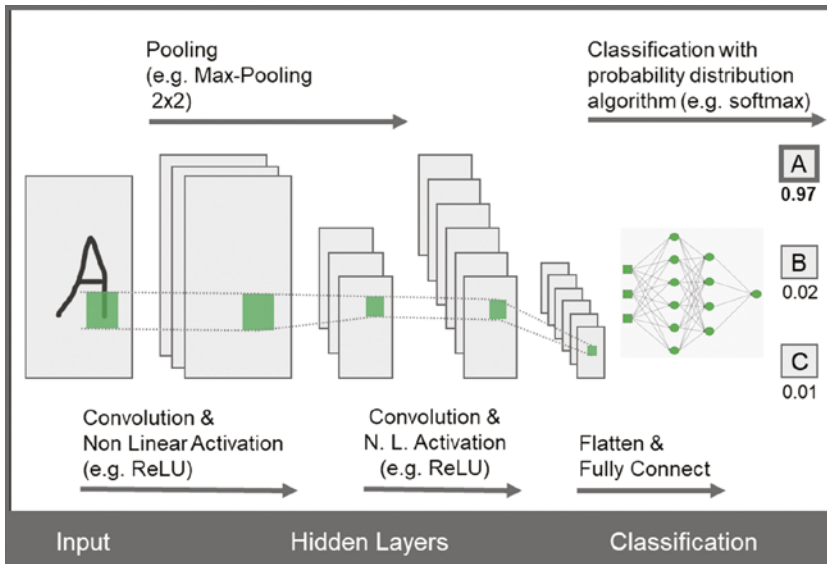 Pooling
(e.g. Max-Pooling
2x2)
Classification with
probability distribution
algorithm (e.g. softmax)
A
A
0.97
B
0.02
C
0.01
Convolution &
Non Linear Activation
(e.g. ReLU)
Convolution &
N. L. Activation
(e.g. ReLU)
Flatten &
Fully Connect
Input
Hidden Layers
Classification